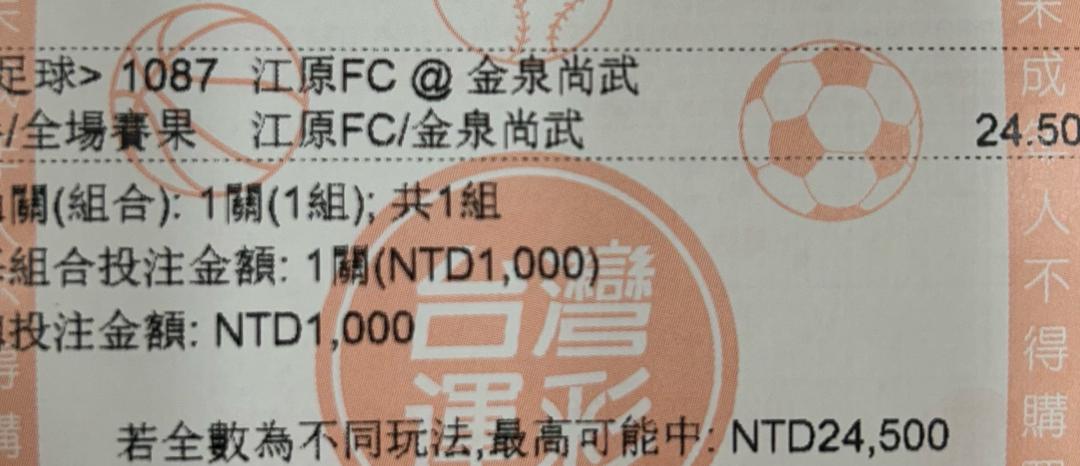 足球> 1087 江原FC @ 金泉尚武
/全場賽果 江原FC/金泉尚武 24.50
關(組合): 1關(1組); 共1組
組合投注金額: 1關(NTD1,000)
投注金額: NTD1,000
若全數為不同玩法,最高可能中: NTD24,500
台灣
運彩
成
人不得購